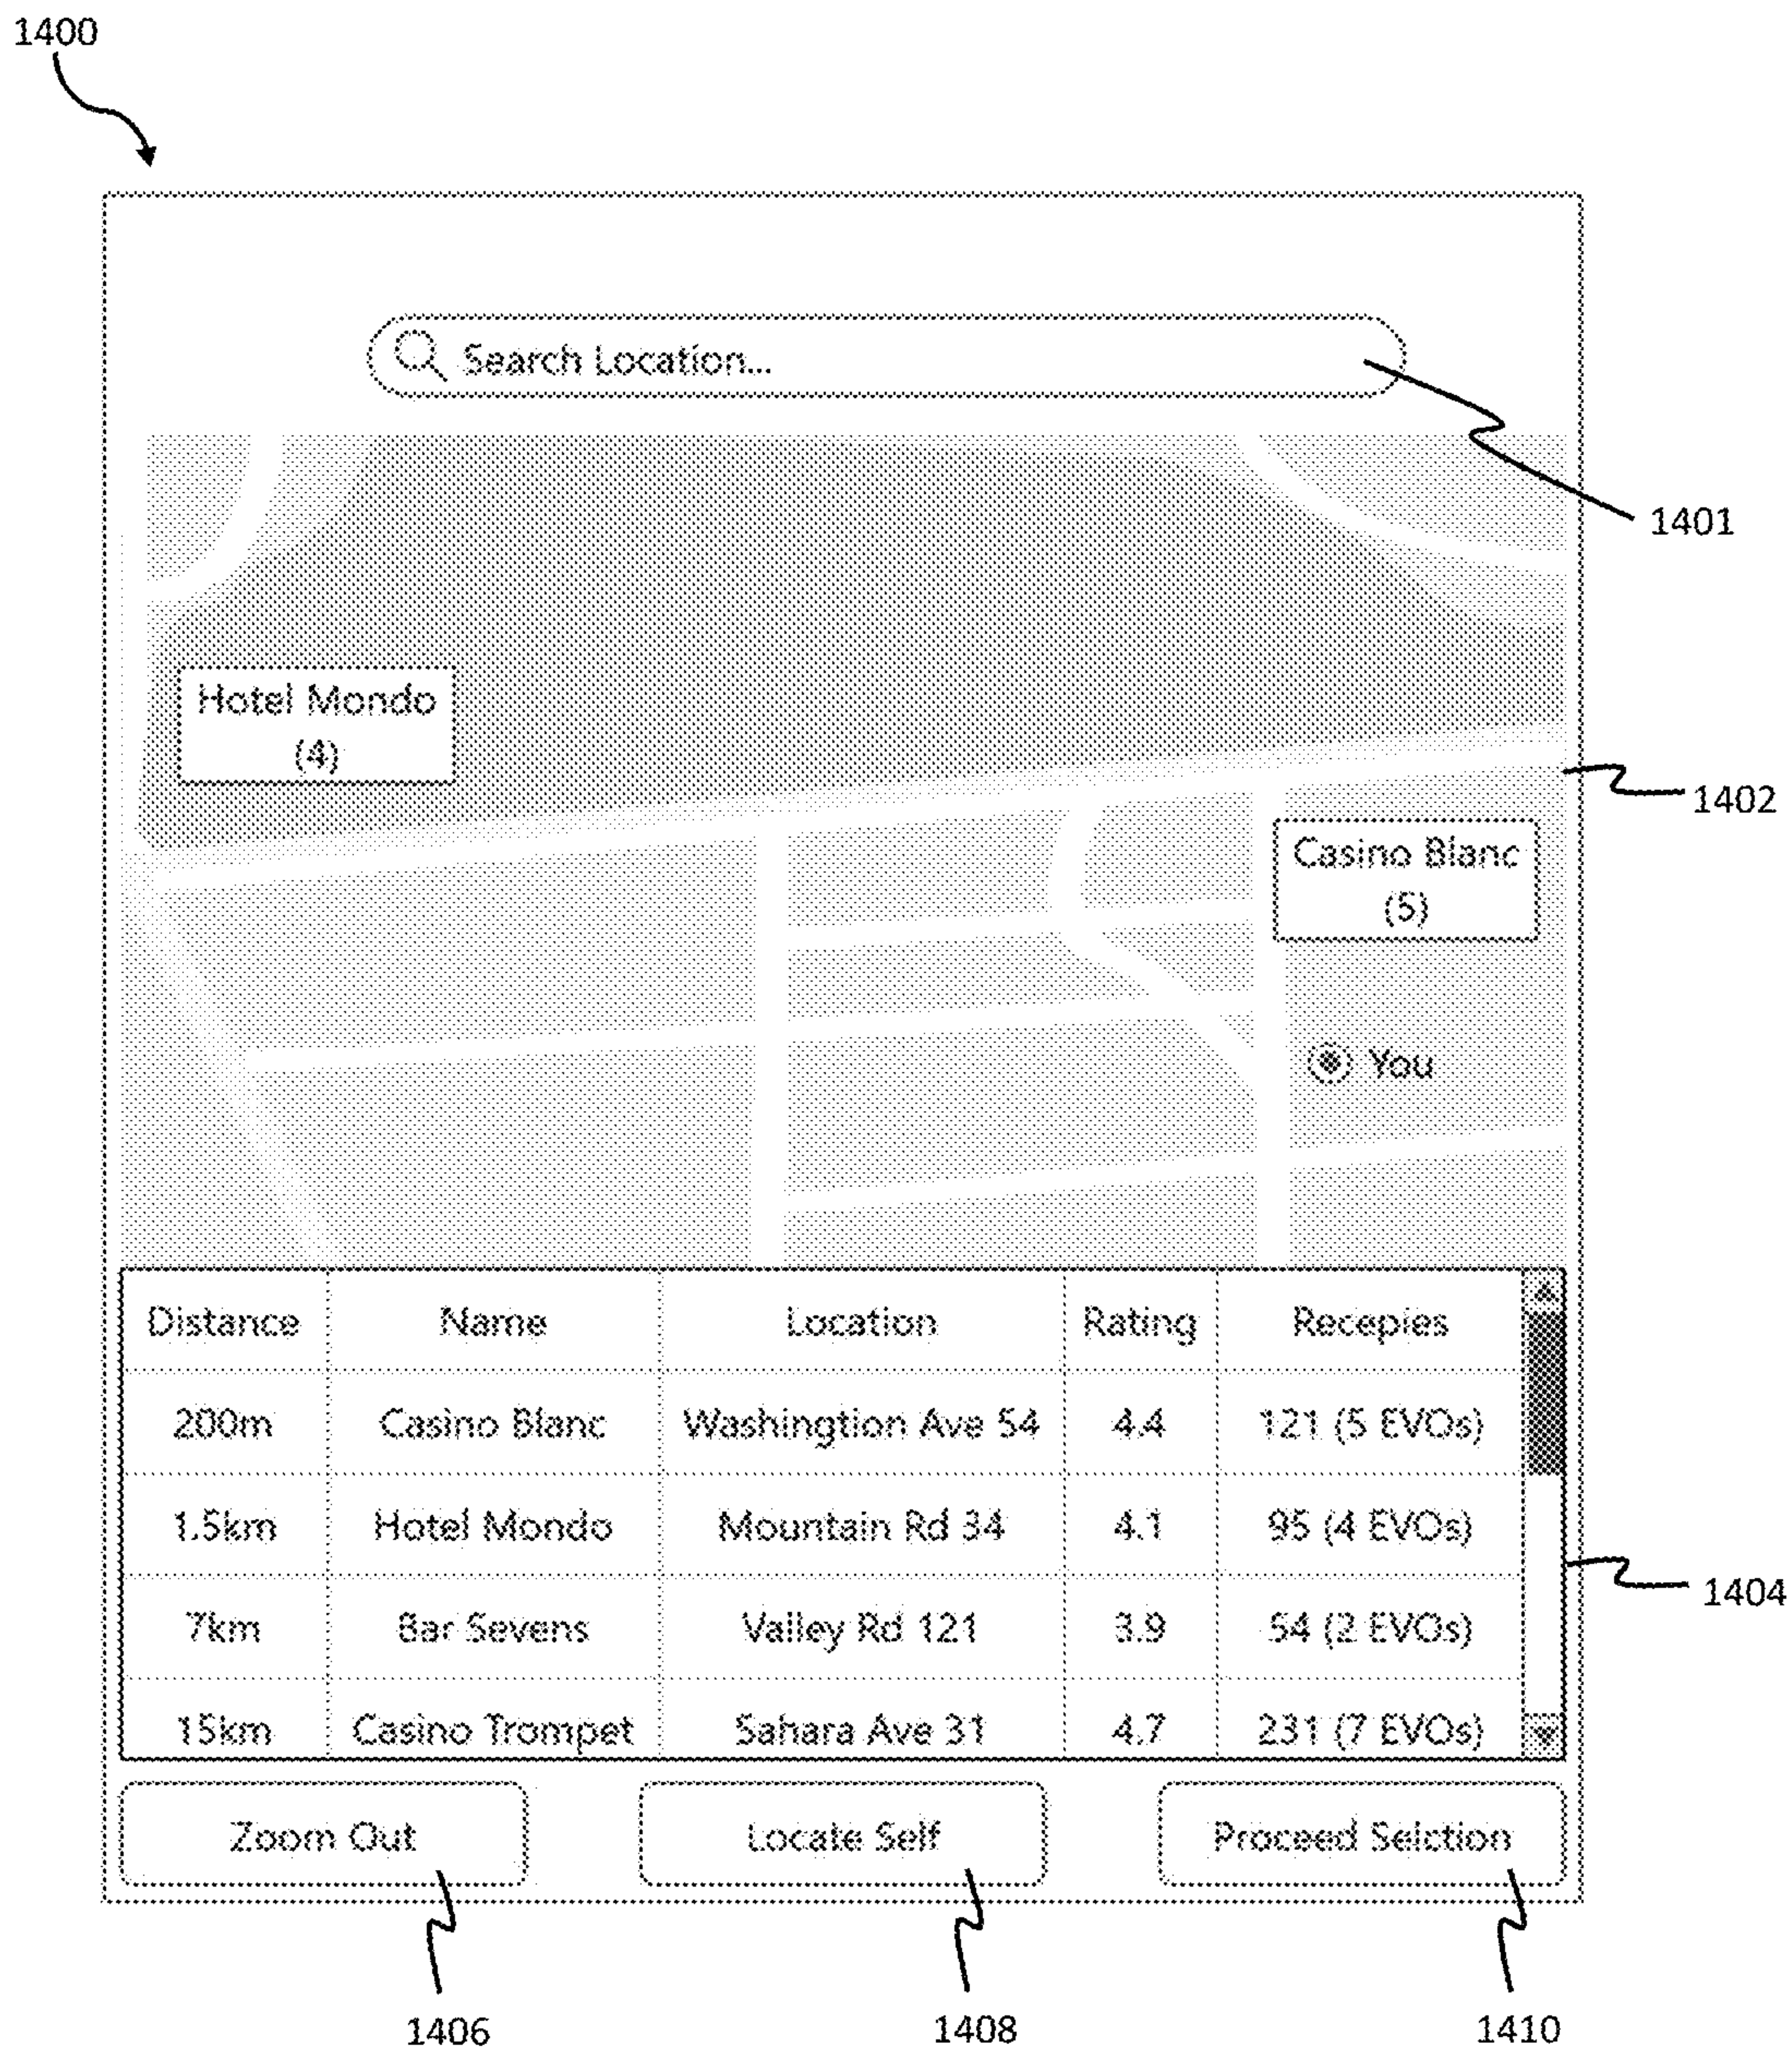 1400
Search Location...
1401
Hotel Mondo
(4)
1402
Casino Blanc
(5)
You
Distance Name Location Rating Recepies
200m Casino Blanc Washingtion Ave 54 4.4 121 (5 EVOs)
1.5km Hotel Mondo Mountain Rd 34 4.1 95 (4 EVOs)
1404
7km Bar Sevens Valley Rd 121 3.9 54 (2 EVOs)
15km Casino Trompet Sahara Ave 31 4.7 231 (7 EVOs)
Zoom Out Locate Self Proceed Selction
1406 1408 1410